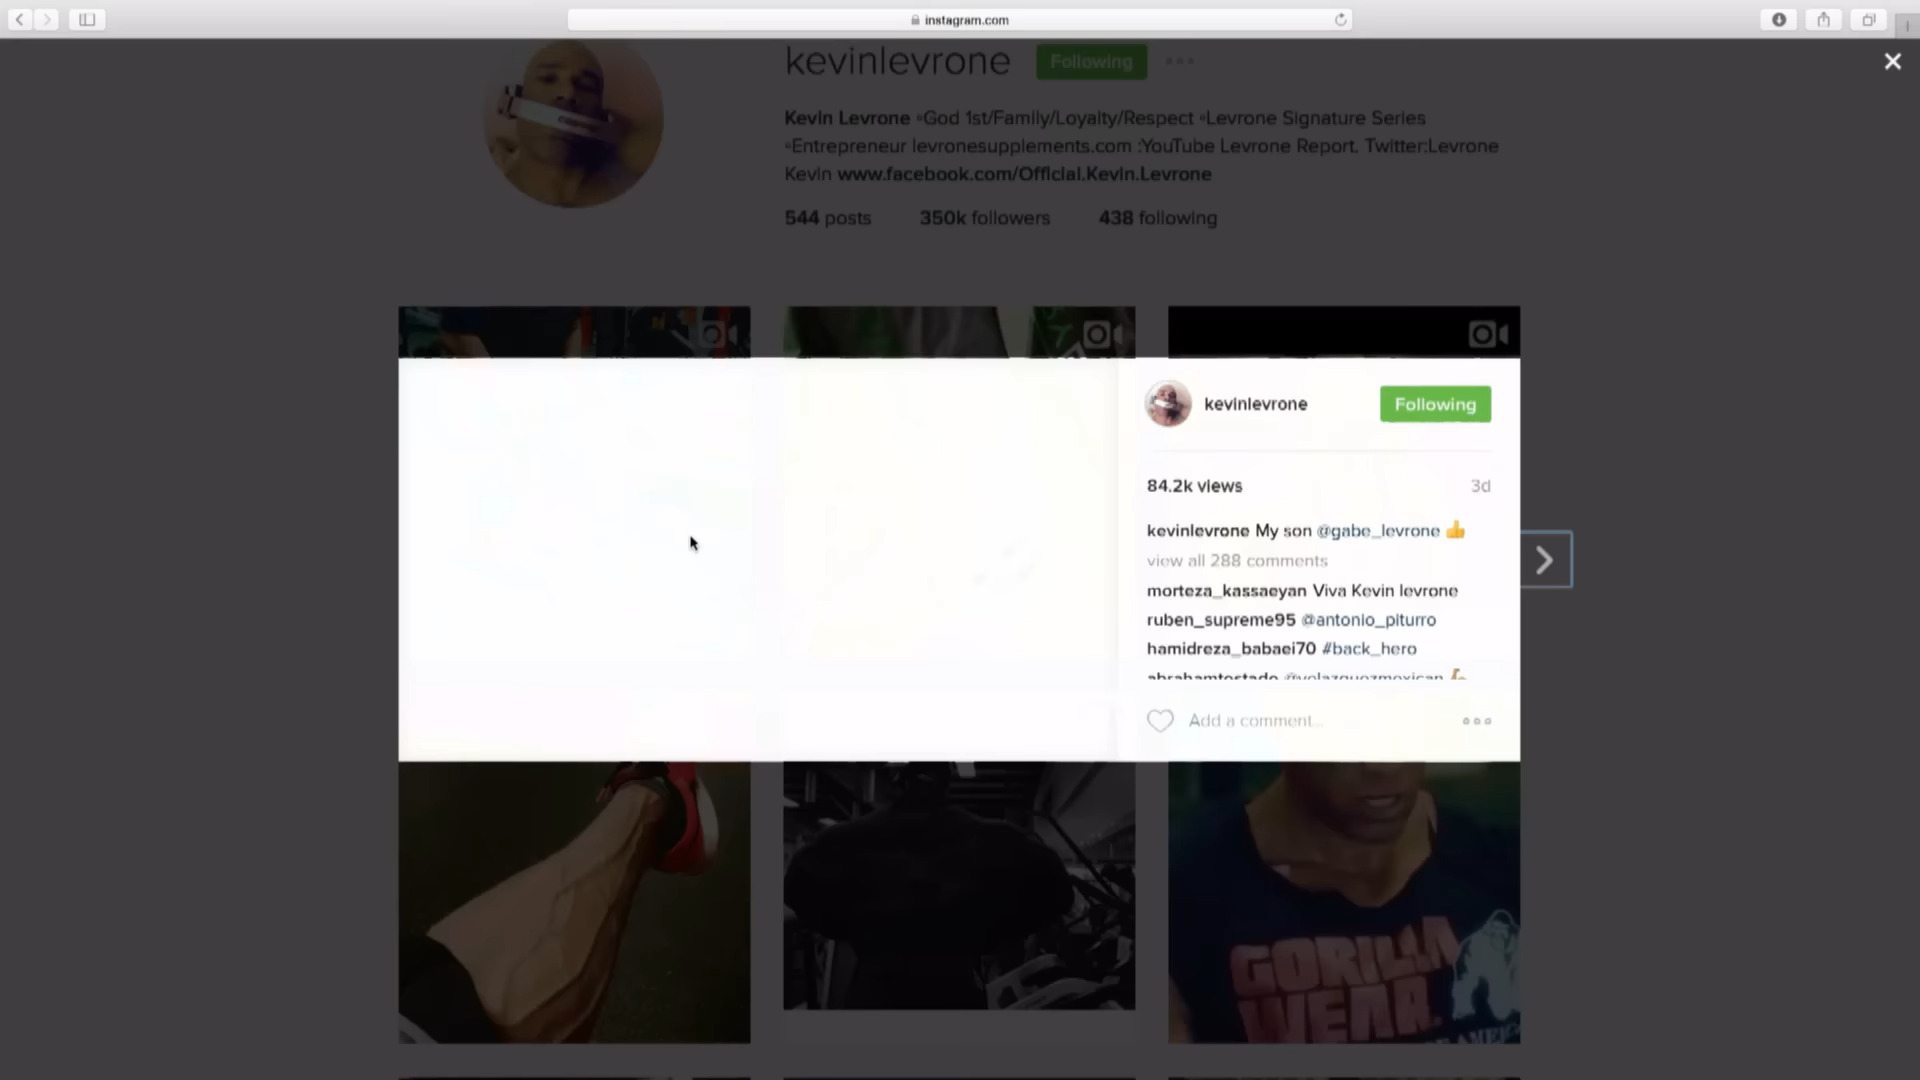 instagram.com
kevinlevrone Following
Kevin Levrone ▫God 1st/Family/Loyalty/Respect ▫Levrone Signature Series
▫Entrepreneur levronesupplements.com :YouTube Levrone Report. Twitter:Levrone
Kevin www.facebook.com/Official.Kevin.Levrone
544 posts 350k followers 438 following
kevinlevrone Following
84.2k views 3d
kevinlevrone My son @gabe_levrone 👍
view all 288 comments
morteza_kassaeyan Viva Kevin levrone
ruben_supreme95 @antonio_piturro
hamidreza_babaei70 #back_hero
Add a comment...
GORILLA
WEAR.